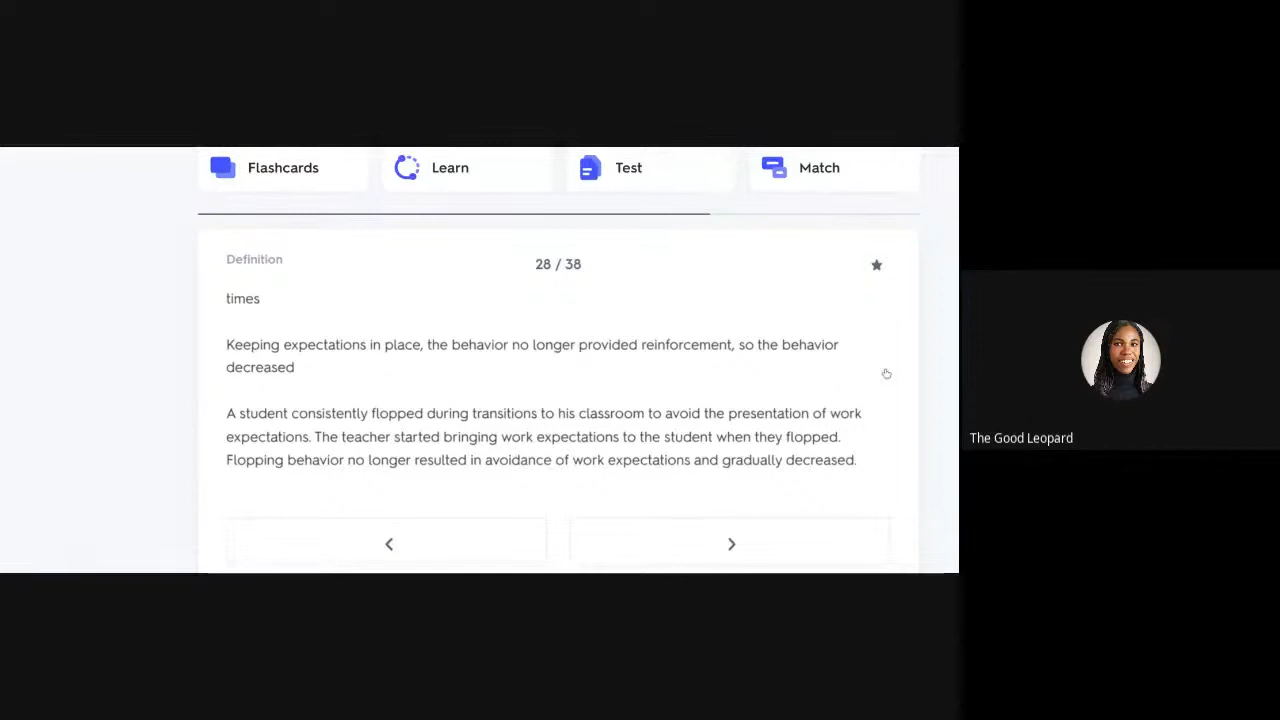 Flashcards
Learn
Test
Match
Definition
28 / 38
times
Keeping expectations in place, the behavior no longer provided reinforcement, so the behavior
decreased
A student consistently flopped during transitions to his classroom to avoid the presentation of work
expectations. The teacher started bringing work expectations to the student when they flopped.
Flopping behavior no longer resulted in avoidance of work expectations and gradually decreased.
The Good Leopard